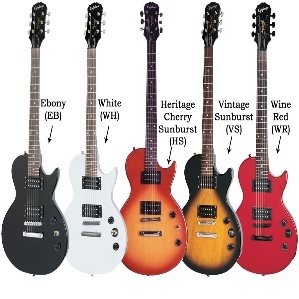 Ebony
(EB)
White
(WH)
Heritage
Cherry
Sunburst
(HS)
Vintage
Sunburst
(VS)
Wine
Red
(WR)